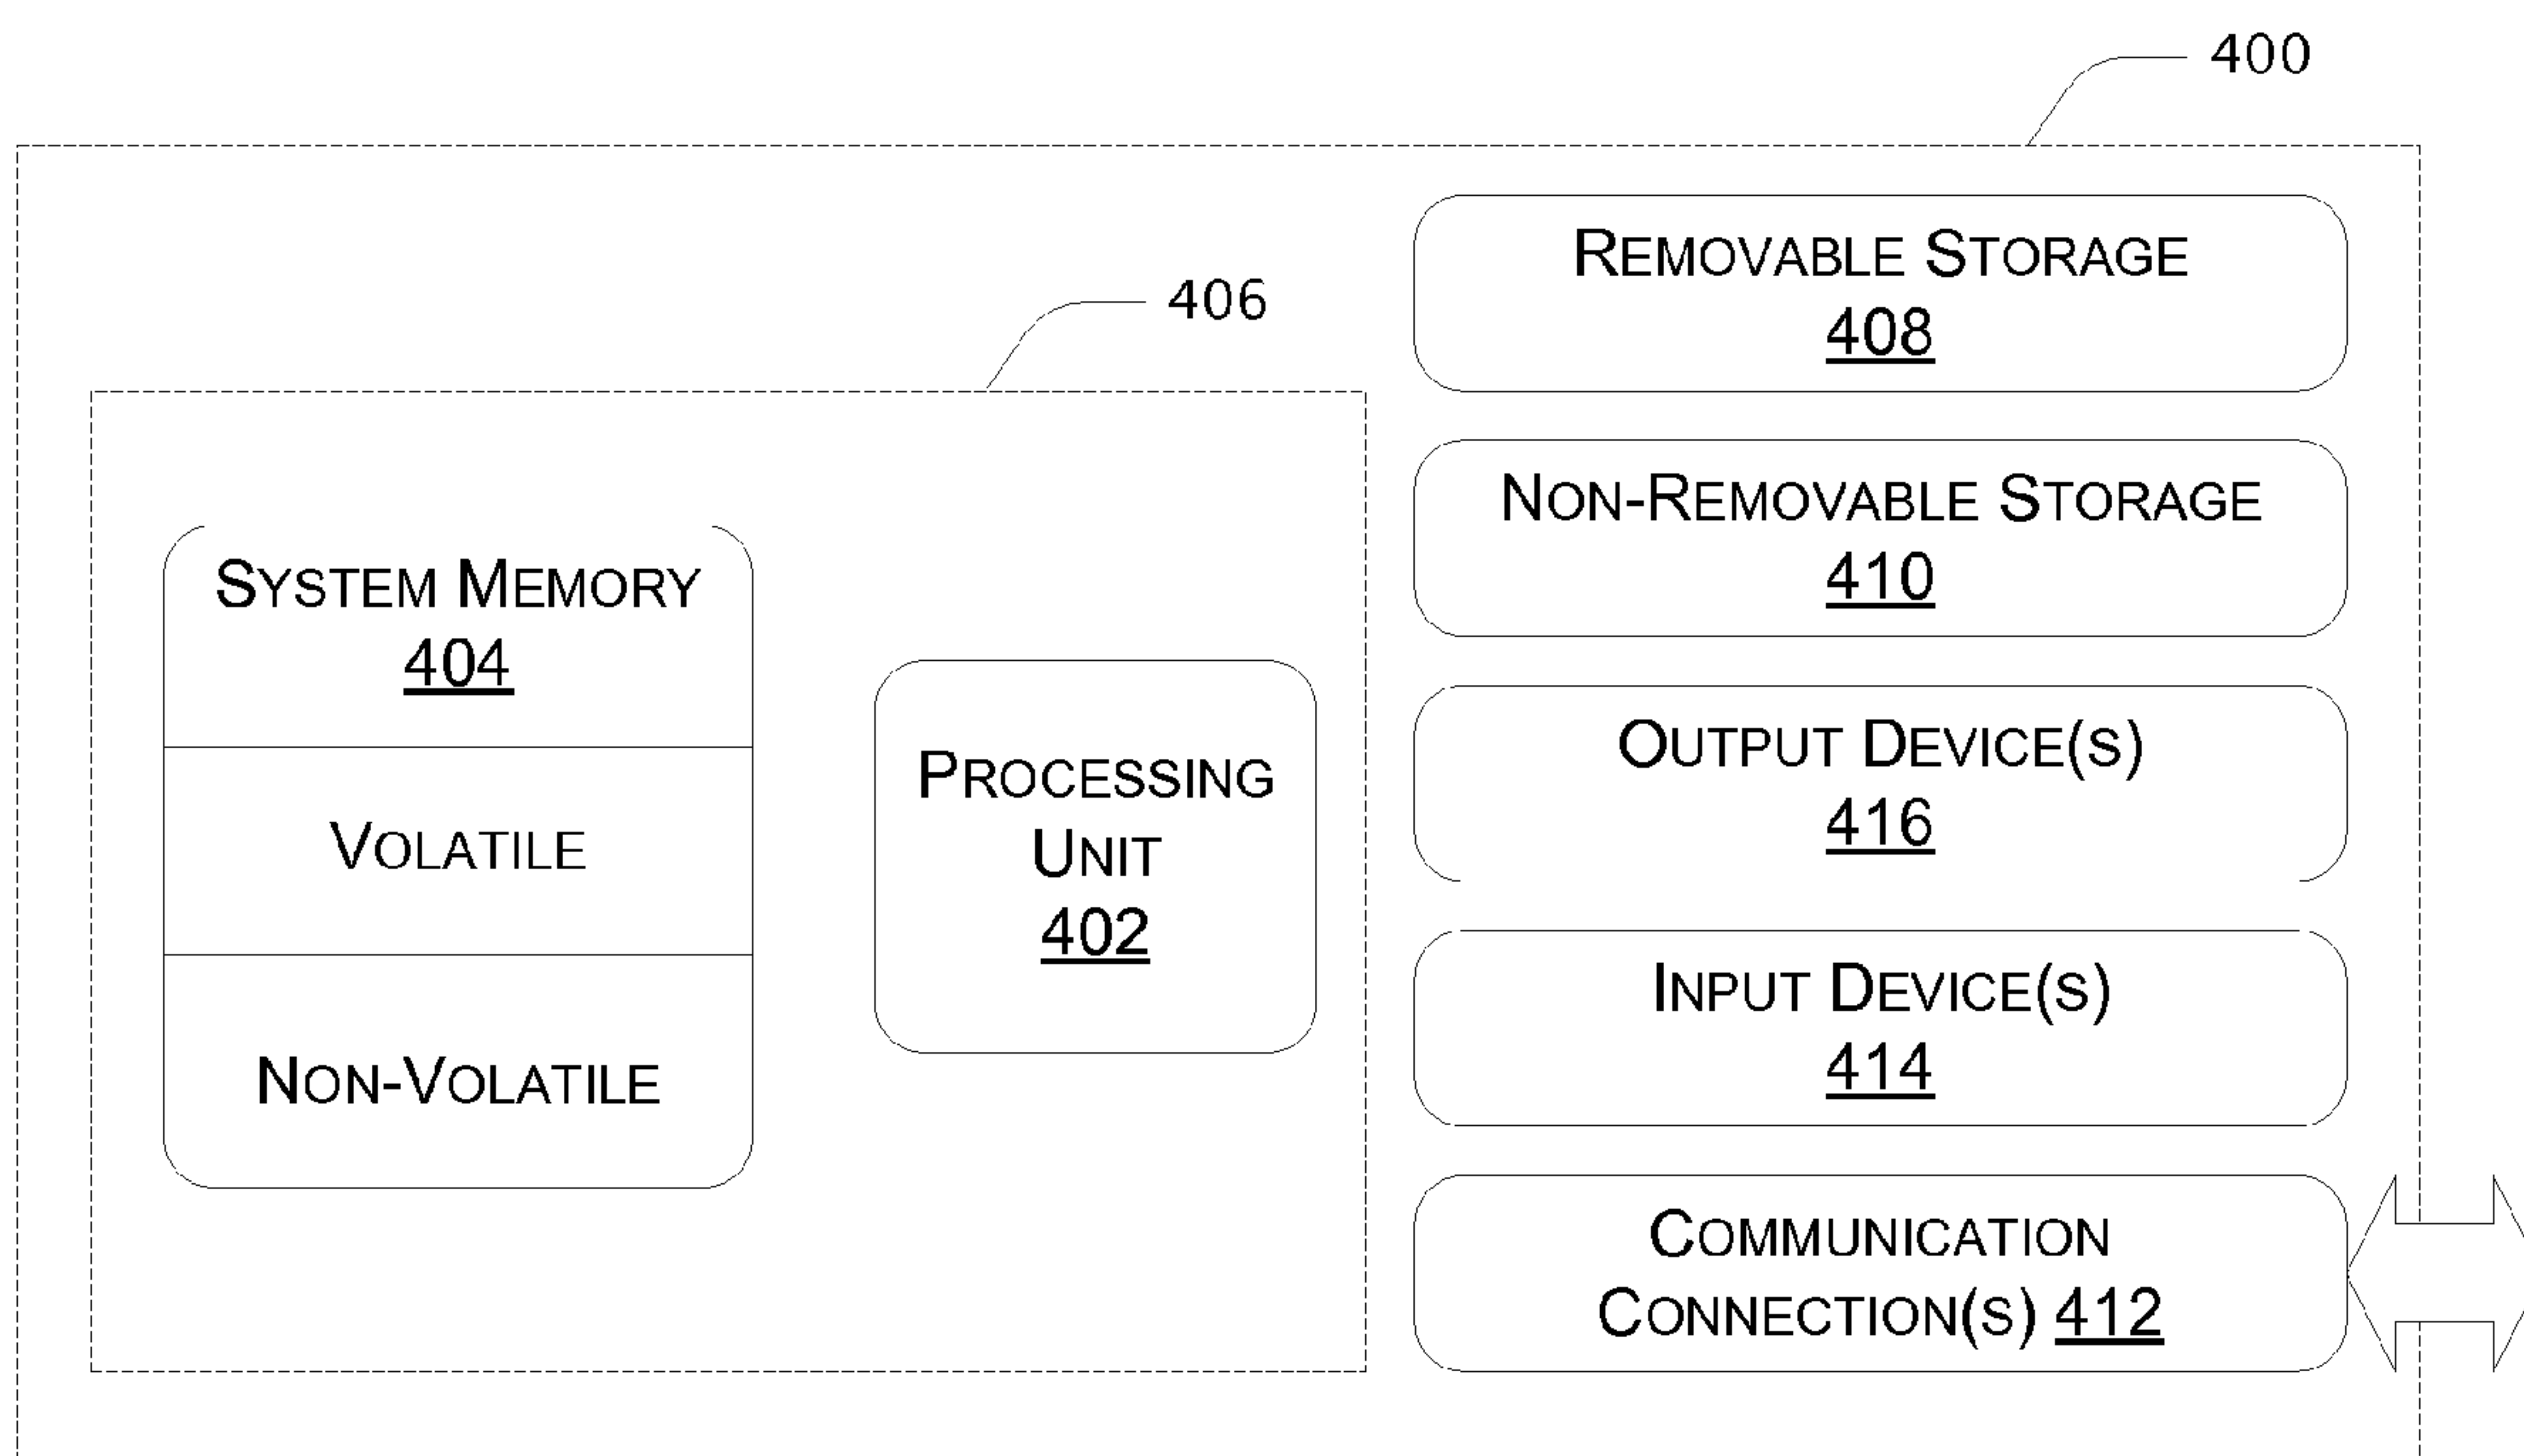 400
406
REMOVABLE STORAGE
408
NON-REMOVABLE STORAGE
410
SYSTEM MEMORY
404
VOLATILE
NON-VOLATILE
PROCESSING
UNIT
402
OUTPUT DEVICE(S)
416
INPUT DEVICE(S)
414
COMMUNICATION
CONNECTION(S) 412